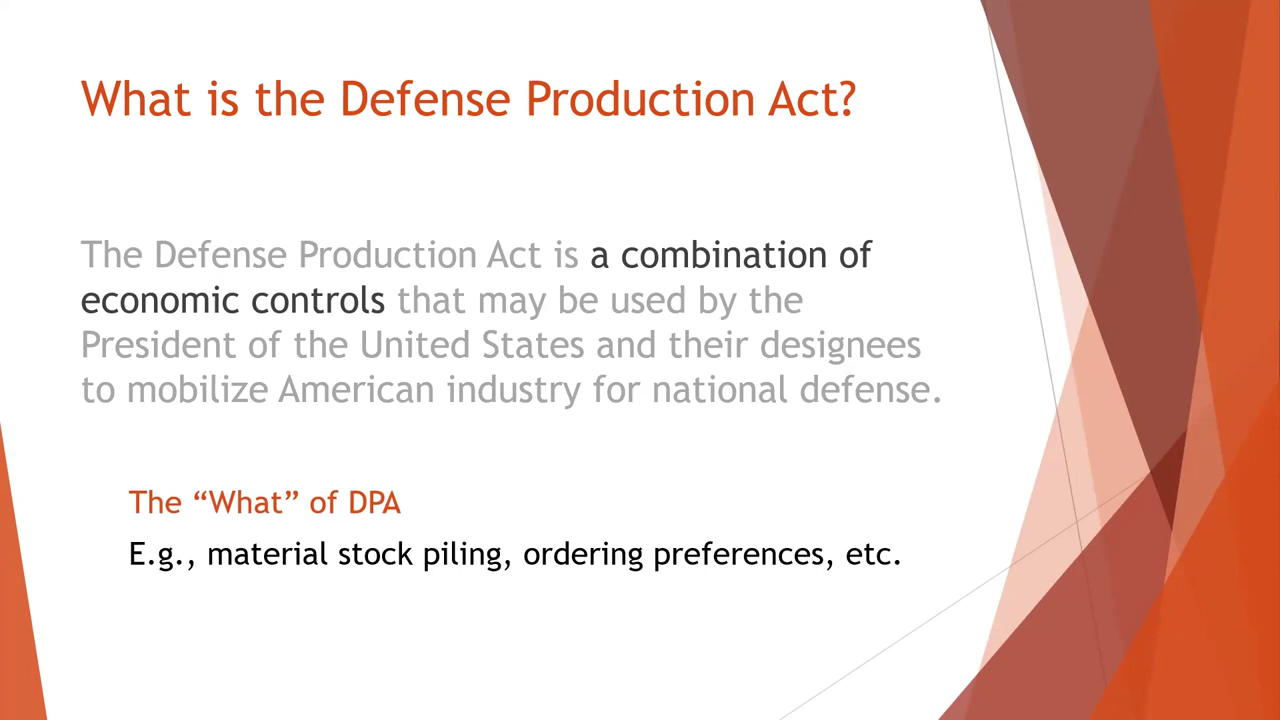 What is the Defense Production Act?
The Defense Production Act is a combination of
economic controls that may be used by the
President of the United States and their designees
to mobilize American industry for national defense.
The “What” of DPA
E.g., material stock piling, ordering preferences, etc.